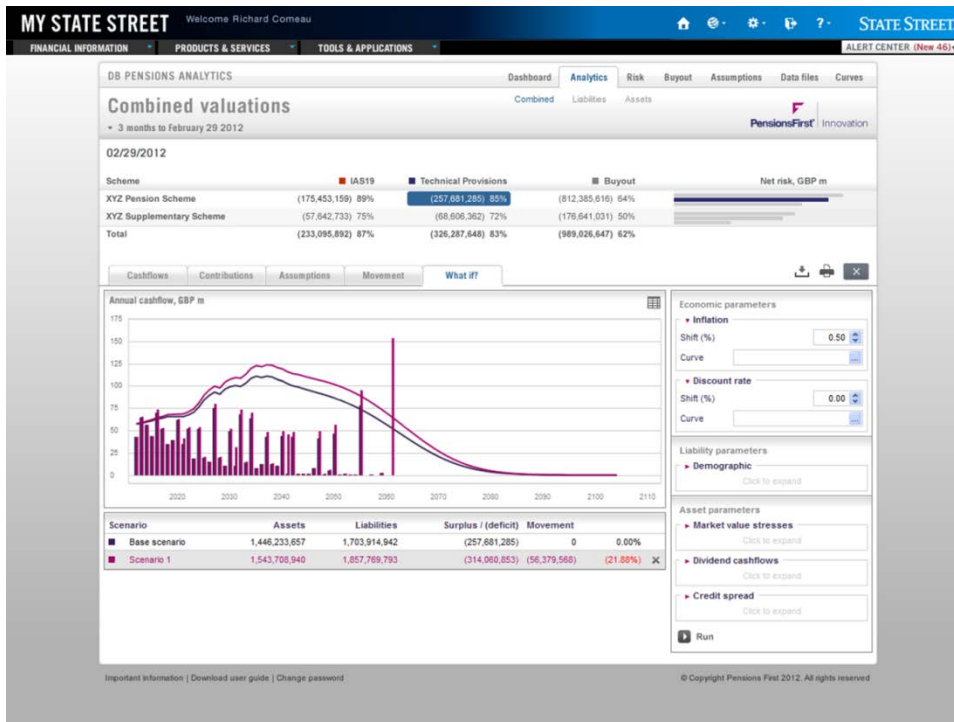 MY STATE STREET Welcome Richard Comeau ? STATE STREET
FINANCIAL INFORMATION PRODUCTS & SERVICES TOOLS & APPLICATIONS ALERT CENTER (New 46)
DB PENSIONS ANALYTICS Dashboard Analytics Risk Buyout Assumptions Data files Curves
Combined valuations Combined Liabilities Assets
3 months to February 29 2012 PensionsFirst Innovation
02/29/2012
Scheme IAS19 Technical Provisions Buyout Net risk, GBP m
XYZ Pension Scheme (175,453,159) 89% (257,681,285) 85% (812,385,616) 64%
XYZ Supplementary Scheme (57,642,733) 75% (68,606,362) 72% (176,641,031) 50%
Total (233,095,892) 87% (326,287,648) 83% (989,026,647) 62%
Cashflows Contributions Assumptions Movement What if?
Annual cashflow, GBP m
175
150
125
100
75
50
25
0
2020 2030 2040 2050 2060 2070 2080 2090 2100 2110
Scenario Assets Liabilities Surplus / (deficit) Movement
Base scenario 1,446,233,657 1,703,914,942 (257,681,285) 0 0.00%
Scenario 1 1,543,708,940 1,857,769,793 (314,060,853) (56,379,568) (21.88%)
Economic parameters
Inflation
Shift (%) 0.50
Curve ...
Discount rate
Shift (%) 0.00
Curve ...
Liability parameters
Demographic
Click to expand
Asset parameters
Market value stresses
Click to expand
Dividend cashflows
Click to expand
Credit spread
Click to expand
Run
Important information | Download user guide | Change password © Copyright Pensions First 2012. All rights reserved